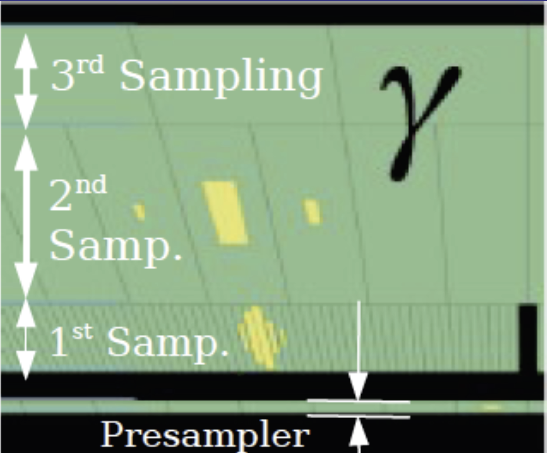 3rd Sampling
γ
2nd
Samp.
1st Samp.
Presampler